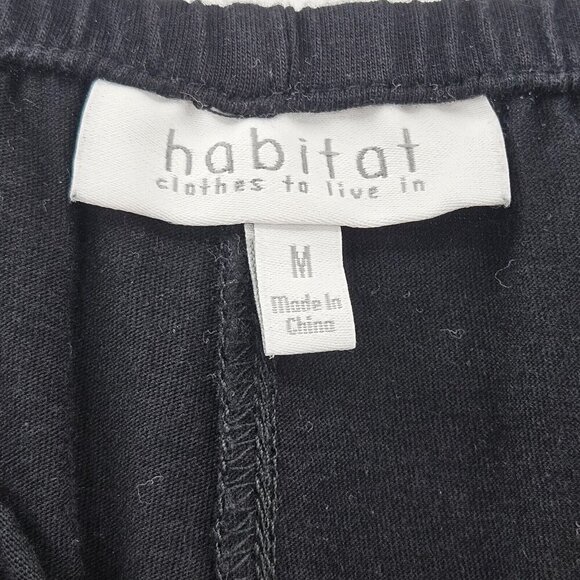 habitat
clothes to live in
M
Made In
China